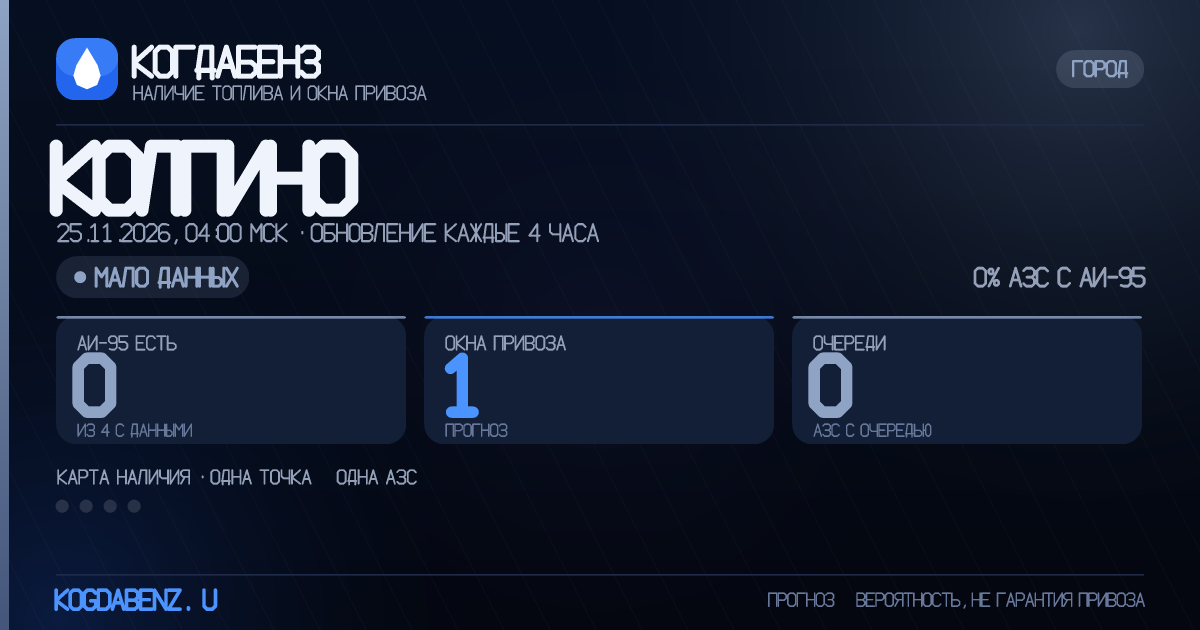 КОГДАБЕНЗ
НАЛИЧИЕ ТОПЛИВА И ОКНА ПРИВОЗА
ГОРОД
КОЛПИНО
25.11.2026, 04:00 МСК · ОБНОВЛЕНИЕ КАЖДЫЕ 4 ЧАСА
МАЛО ДАННЫХ
0% АЗС С АИ-95
АИ-95 ЕСТЬ
0
ИЗ 4 С ДАННЫМИ
ОКНА ПРИВОЗА
1
ПРОГНОЗ
ОЧЕРЕДИ
0
АЗС С ОЧЕРЕДЬЮ
КАРТА НАЛИЧИЯ · ОДНА ТОЧКА ОДНА АЗС
KOGDABENZ. U
ПРОГНОЗ ВЕРОЯТНОСТЬ, НЕ ГАРАНТИЯ ПРИВОЗА